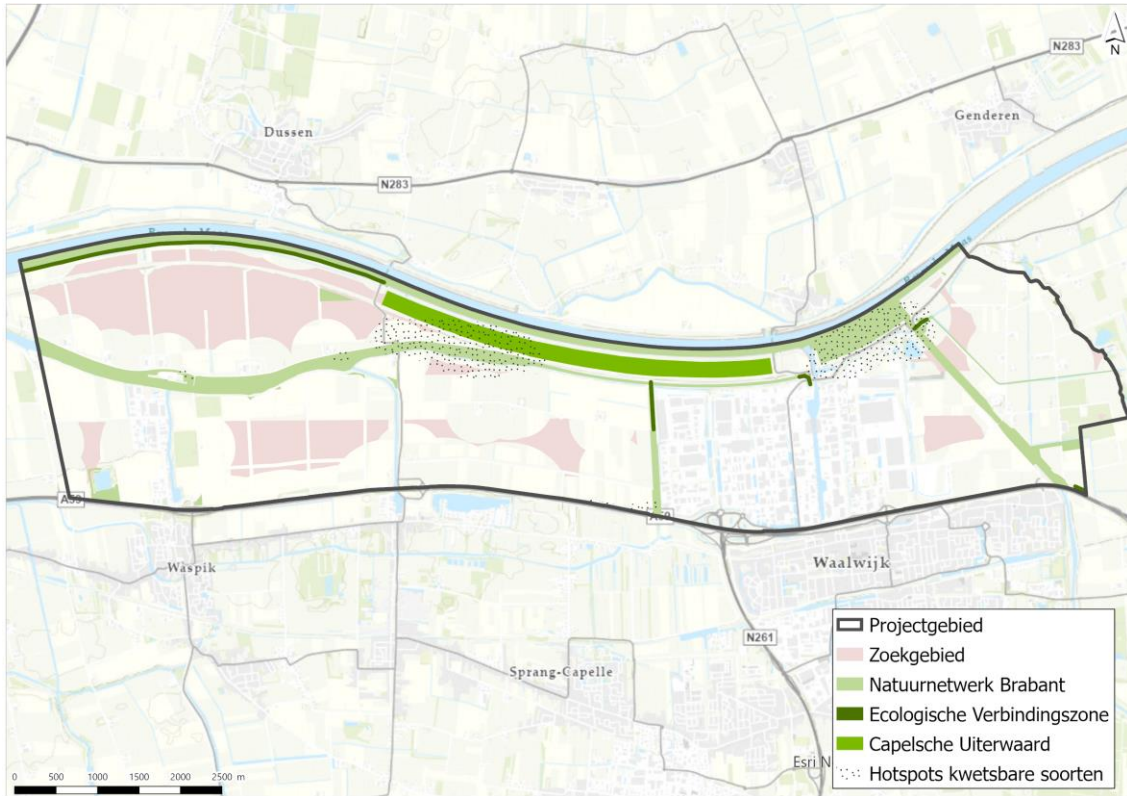 N
N283
Genderen
Dussen
N283
A59
A59
Waspik
Waalwijk
N261
Sprang-Capelle
Projectgebied
Zoekgebied
Natuurnetwerk Brabant
Ecologische Verbindingszone
Capelsche Uiterwaard
Hotspots kwetsbare soorten
Esri N
0 500 1000 1500 2000 2500 m